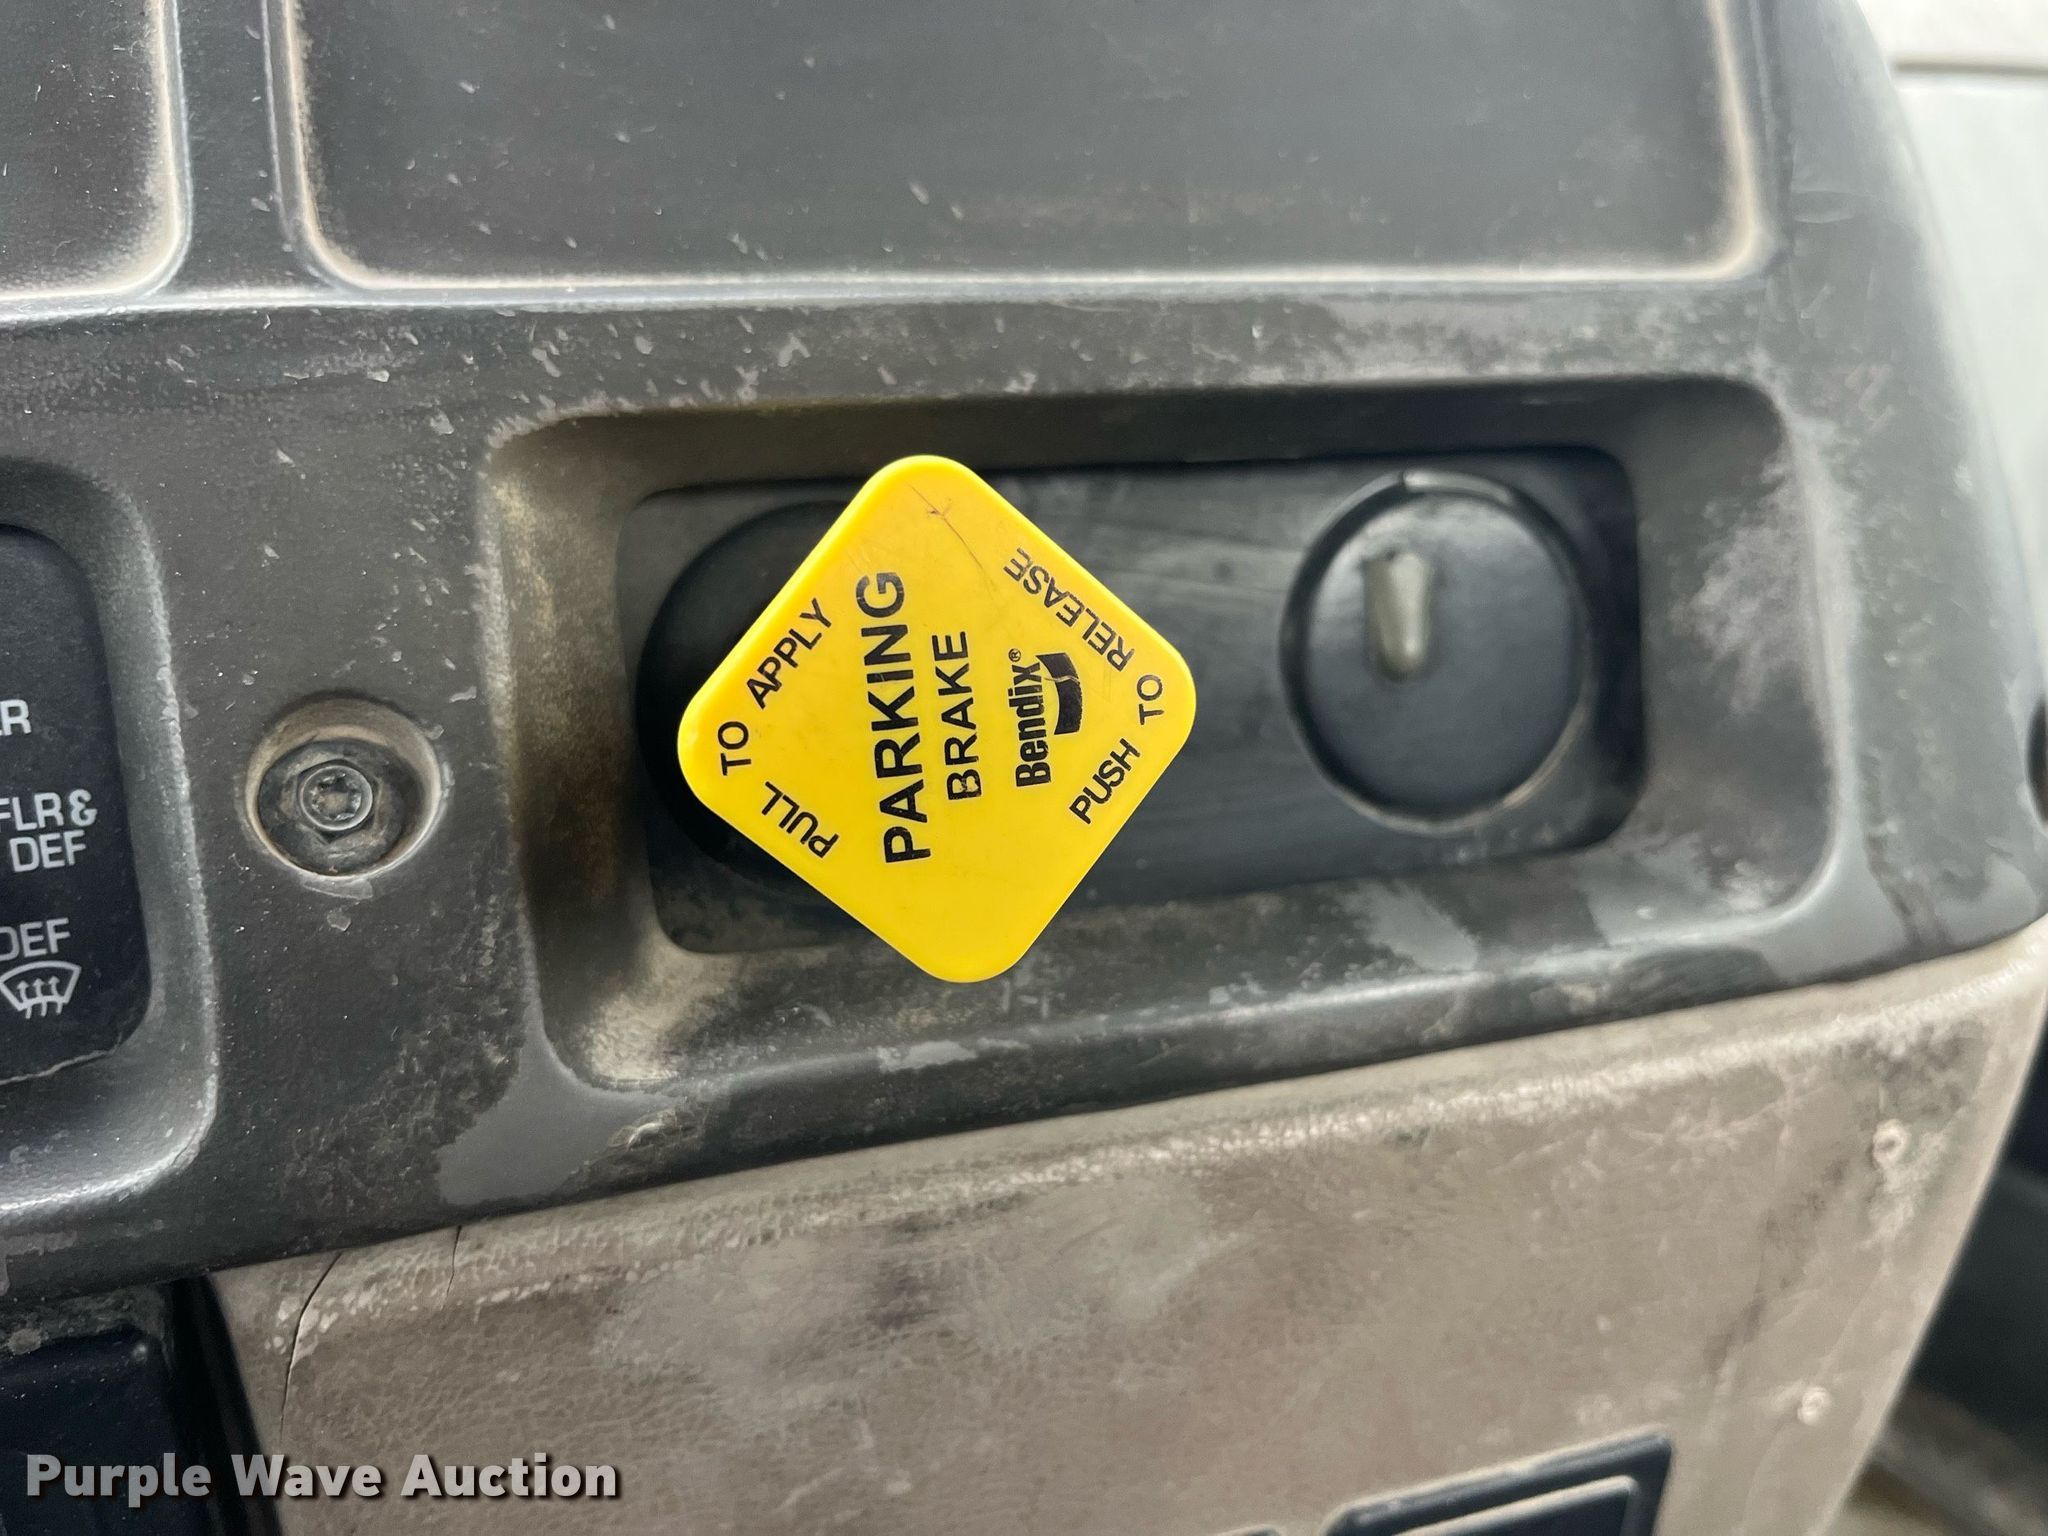 PULL TO APPLY
PARKING
BRAKE
Bendix®
PUSH TO RELEASE
FLR &
DEF
DEF
Purple Wave Auction